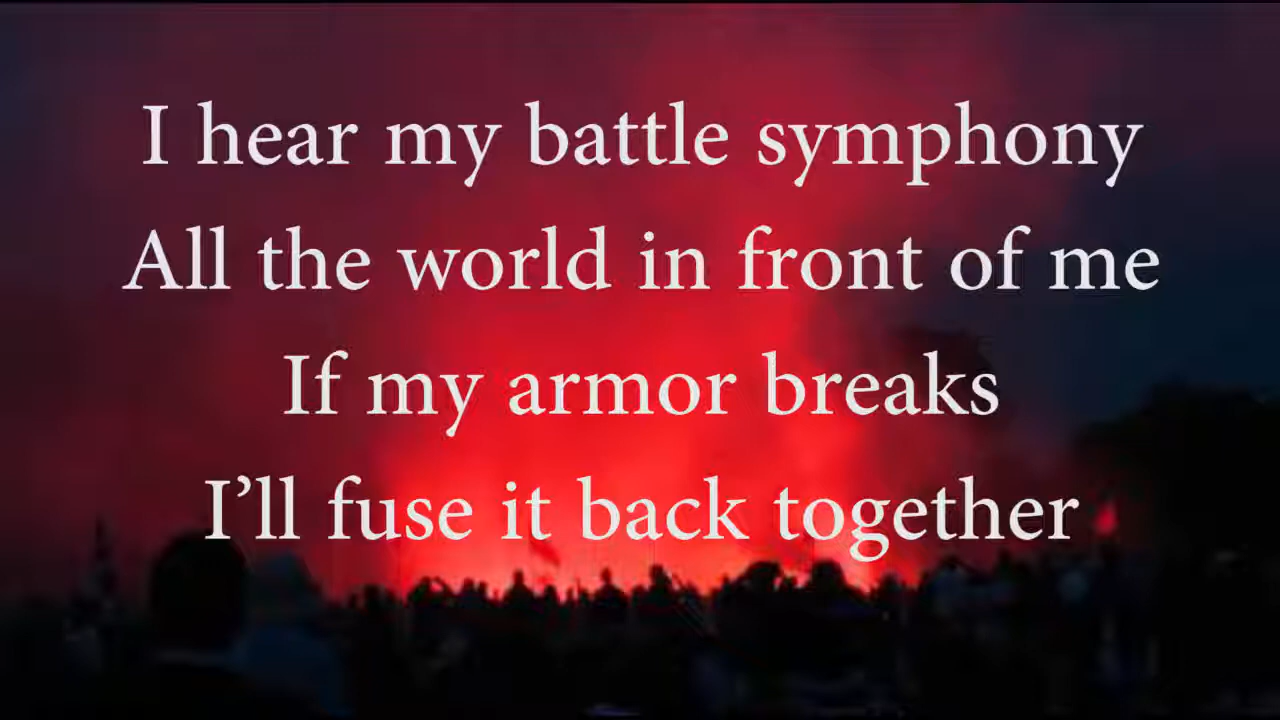 I hear my battle symphony
All the world in front of me
If my armor breaks
I’ll fuse it back together